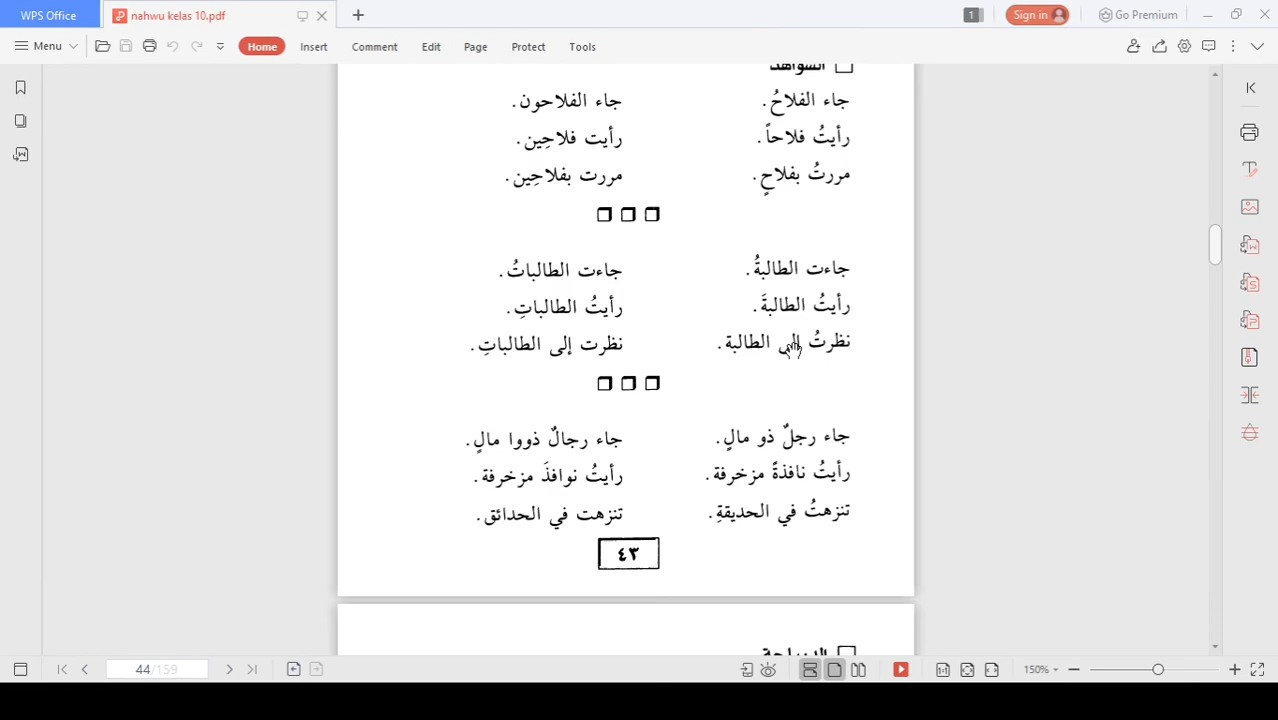 WPS Office
nahwu kelas 10.pdf
1
Sign in
Go Premium
Menu
Home
Insert
Comment
Edit
Page
Protect
Tools
الشواهد
جاء الفلاحُ. جاء الفلاحون.
رأيتُ فلاحاً. رأيت فلاحِين.
مررتُ بفلاحٍ. مررت بفلاحِين.
جاءت الطالبةُ. جاءت الطالباتُ.
رأيتُ الطالبةَ. رأيتُ الطالباتِ.
نظرتُ إلى الطالبة. نظرت إلى الطالباتِ.
جاء رجلٌ ذو مالٍ. جاء رجالٌ ذووا مالٍ.
رأيتُ نافذةً مزخرفة. رأيتُ نوافذَ مزخرفة.
تنزهتُ في الحديقةِ. تنزهت في الحدائق.
٤٣
44/159
150%